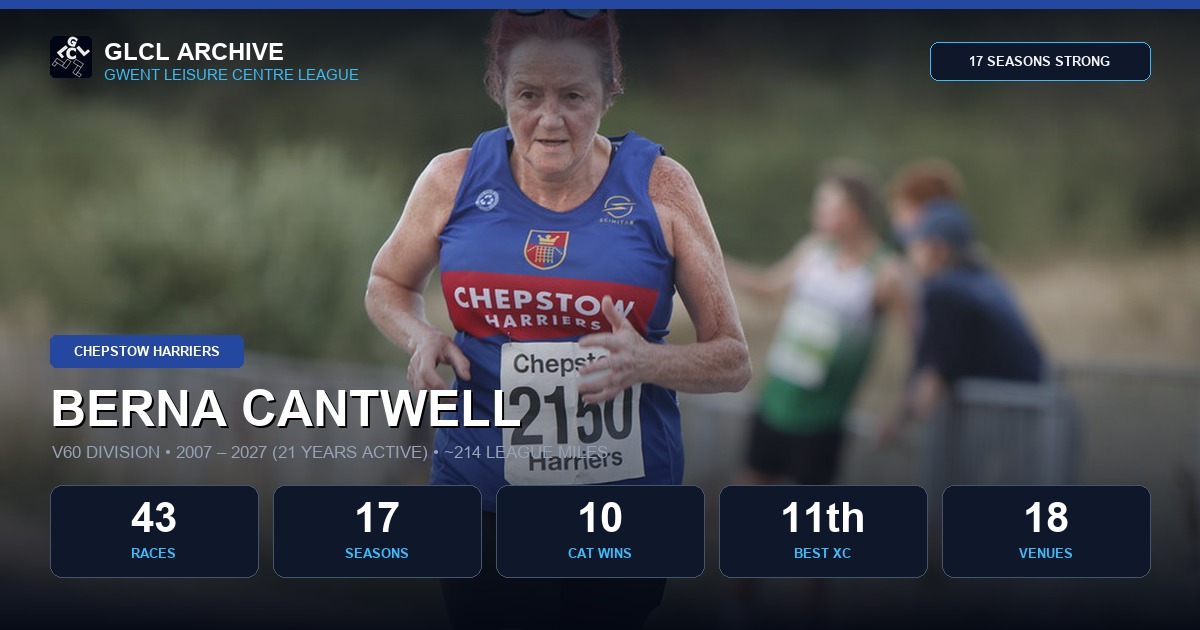 GLCL ARCHIVE
GWENT LEISURE CENTRE LEAGUE
17 SEASONS STRONG
SCIMITAR
CHEPSTOW
HARRIERS
CHEPSTOW HARRIERS
BERNA CANTWELL
Chepsto
2150
Harriers
V60 DIVISION • 2007 – 2027 (21 YEARS ACTIVE) • ~214 LEAGUE MILES
43
RACES
17
SEASONS
10
CAT WINS
11th
BEST XC
18
VENUES